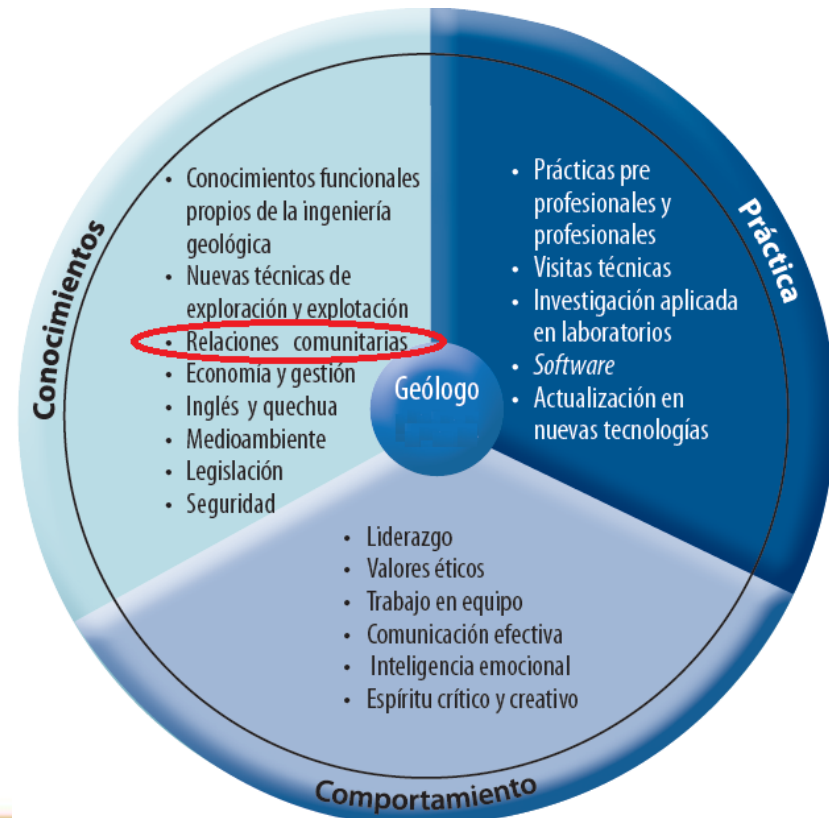 Conocimientos
• Conocimientos funcionales
propios de la ingeniería
geológica
• Nuevas técnicas de
exploración y explotación
• Relaciones comunitarias
• Economía y gestión
• Inglés y quechua
• Medioambiente
• Legislación
• Seguridad
Geólogo
Práctica
• Prácticas pre
profesionales y
profesionales
• Visitas técnicas
• Investigación aplicada
en laboratorios
• Software
• Actualización en
nuevas tecnologías
• Liderazgo
• Valores éticos
• Trabajo en equipo
• Comunicación efectiva
• Inteligencia emocional
• Espíritu crítico y creativo
Comportamiento